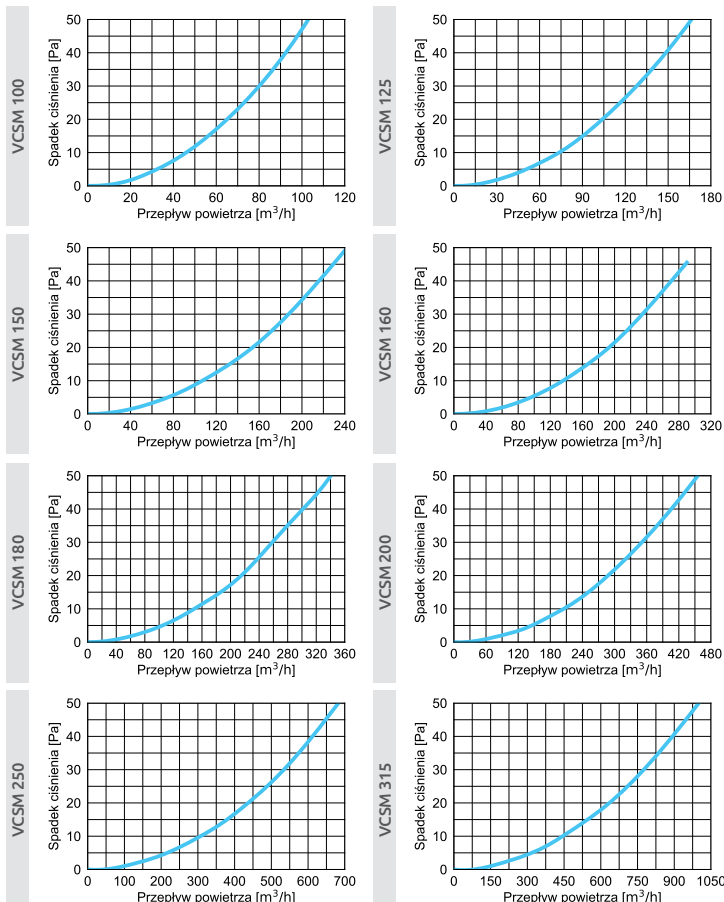 VCSM 100
Spadek ciśnienia [Pa]
50
40
30
20
10
0
0 20 40 60 80 100 120
Przepływ powietrza [m³/h]
VCSM 125
Spadek ciśnienia [Pa]
50
40
30
20
10
0
0 30 60 90 120 150 180
Przepływ powietrza [m³/h]
VCSM 150
Spadek ciśnienia [Pa]
50
40
30
20
10
0
0 40 80 120 160 200 240
Przepływ powietrza [m³/h]
VCSM 160
Spadek ciśnienia [Pa]
50
40
30
20
10
0
0 40 80 120 160 200 240 280 320
Przepływ powietrza [m³/h]
VCSM 180
Spadek ciśnienia [Pa]
50
40
30
20
10
0
0 40 80 120 160 200 240 280 320 360
Przepływ powietrza [m³/h]
VCSM 200
Spadek ciśnienia [Pa]
50
40
30
20
10
0
0 60 120 180 240 300 360 420 480
Przepływ powietrza [m³/h]
VCSM 250
Spadek ciśnienia [Pa]
50
40
30
20
10
0
0 100 200 300 400 500 600 700
Przepływ powietrza [m³/h]
VCSM 315
Spadek ciśnienia [Pa]
50
40
30
20
10
0
0 150 300 450 600 750 900 1050
Przepływ powietrza [m³/h]